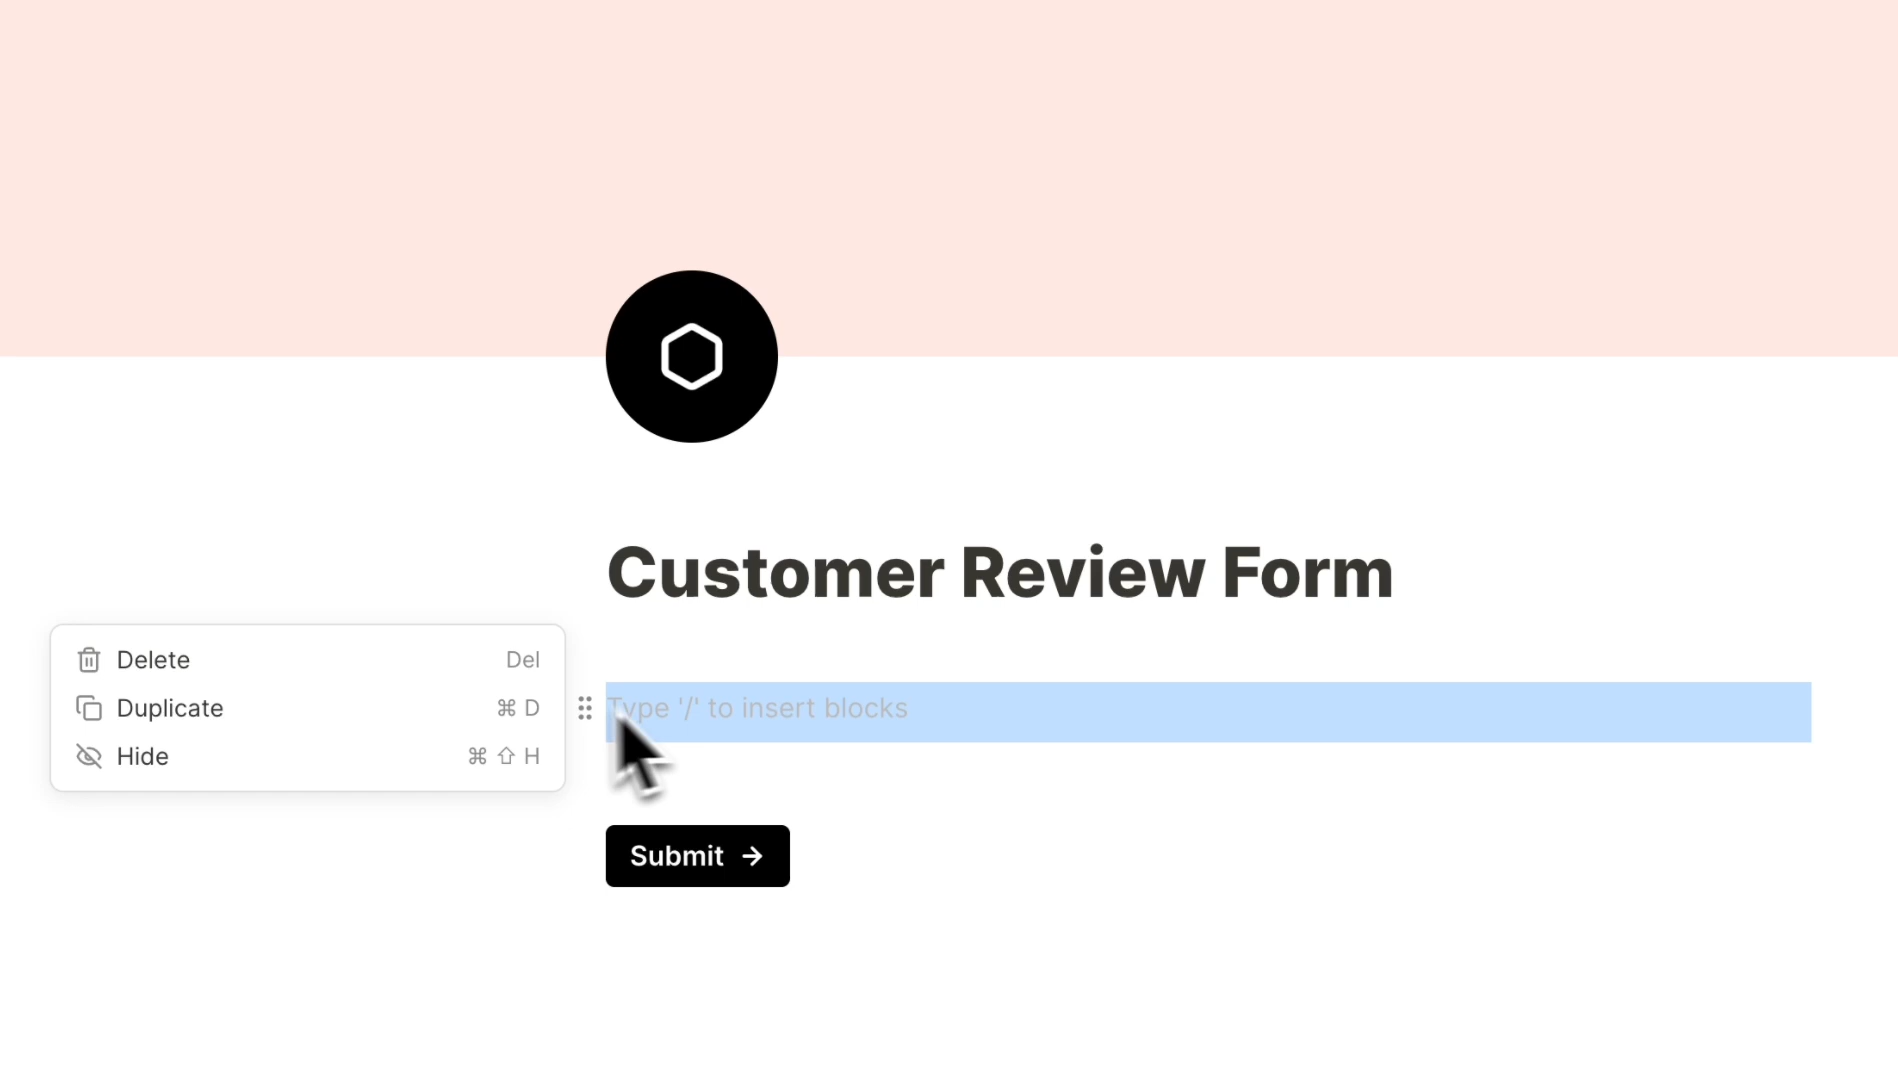 Customer Review Form
Delete Del
Duplicate ⌘ D
Hide ⌘ ⇧ H
Type '/' to insert blocks
Submit →